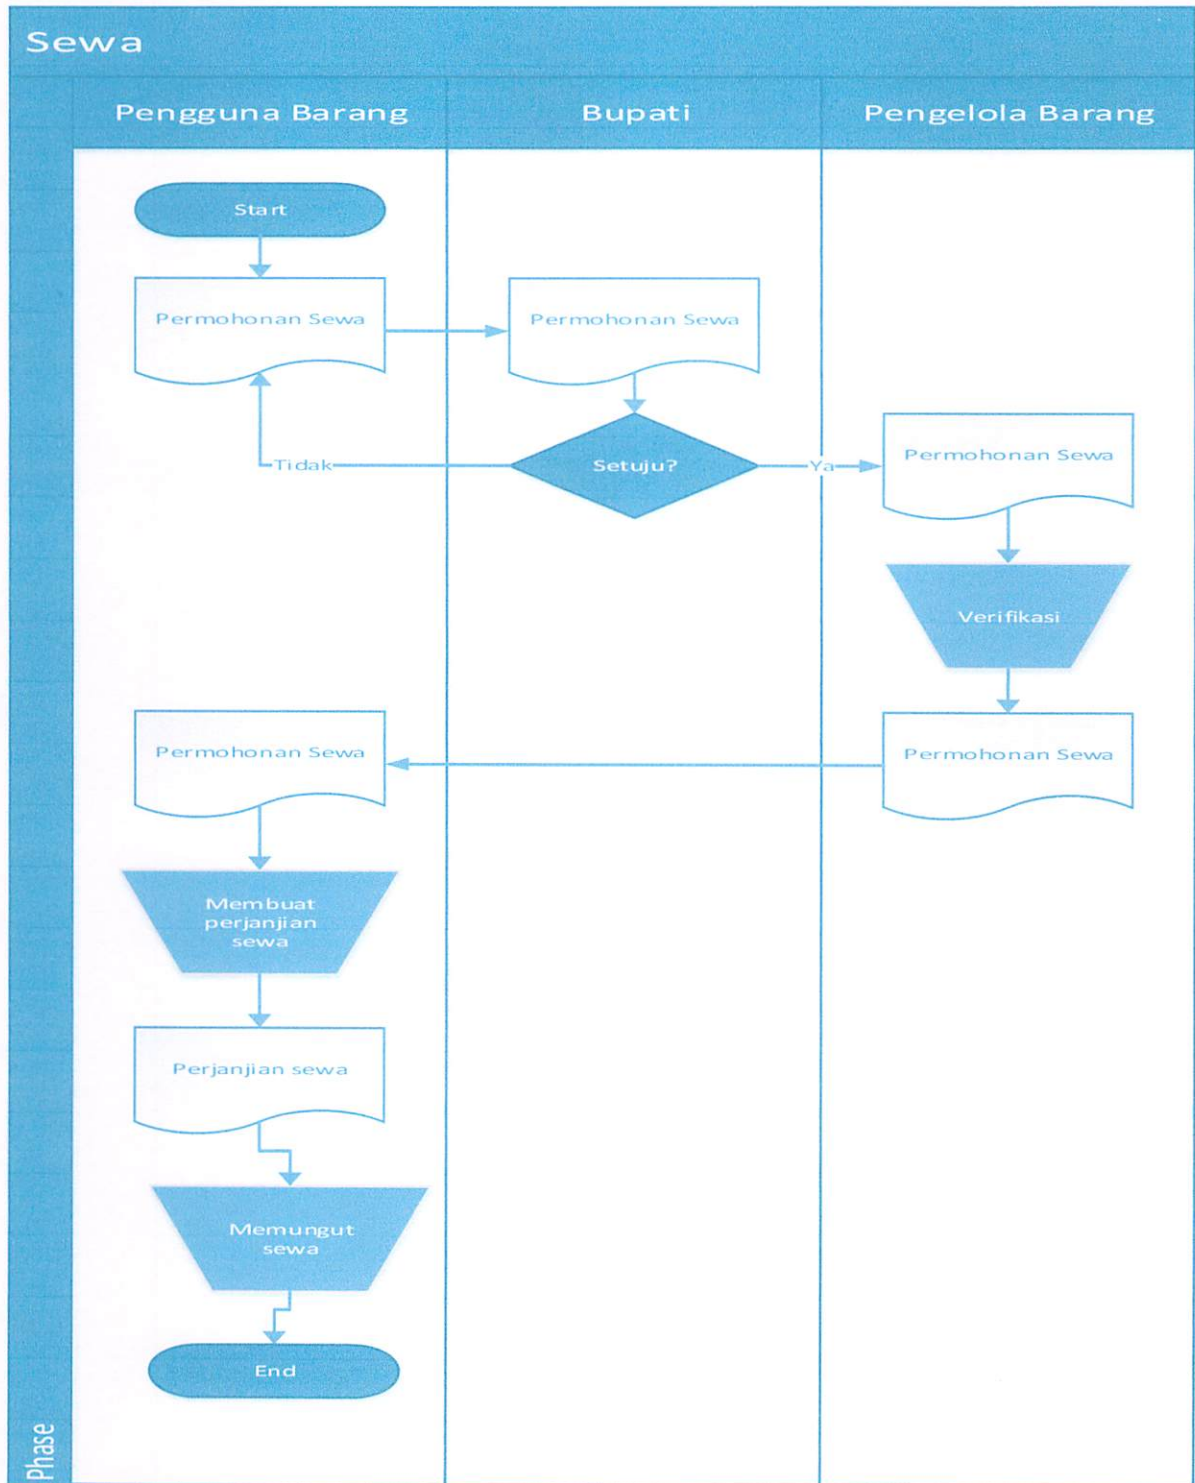 Sewa
Pengguna Barang
Bupati
Pengelola Barang
Start
Permohonan Sewa
Permohonan Sewa
Tidak
Setuju?
Ya
Permohonan Sewa
Verifikasi
Permohonan Sewa
Permohonan Sewa
Membuat
perjanjian
sewa
Perjanjian sewa
Memungut
sewa
End
Phase